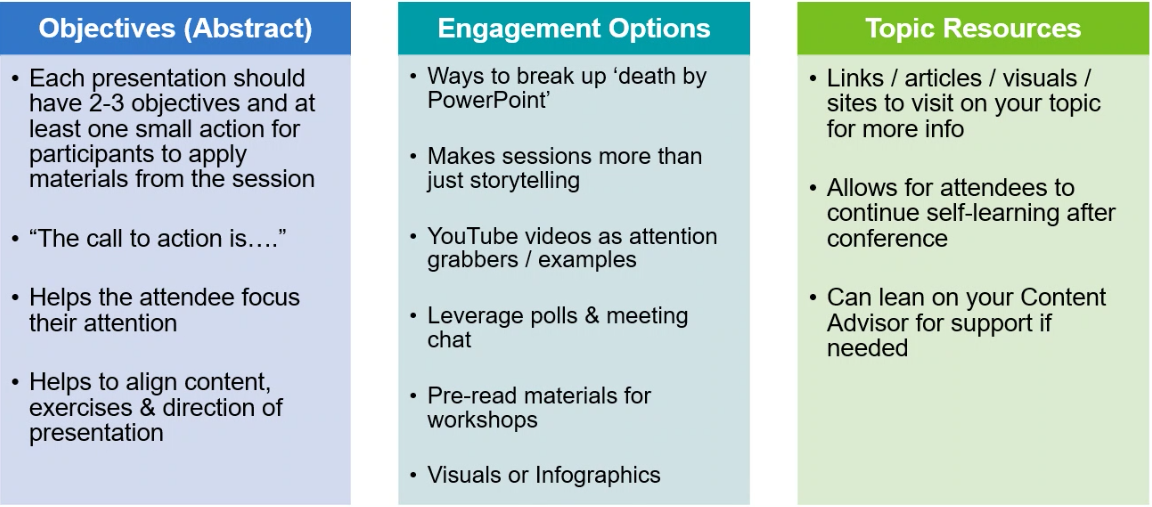 Objectives (Abstract)
• Each presentation should
have 2-3 objectives and at
least one small action for
participants to apply
materials from the session
• “The call to action is….”
• Helps the attendee focus
their attention
• Helps to align content,
exercises & direction of
presentation
Engagement Options
• Ways to break up ‘death by
PowerPoint’
• Makes sessions more than
just storytelling
• YouTube videos as attention
grabbers / examples
• Leverage polls & meeting
chat
• Pre-read materials for
workshops
• Visuals or Infographics
Topic Resources
• Links / articles / visuals /
sites to visit on your topic
for more info
• Allows for attendees to
continue self-learning after
conference
• Can lean on your Content
Advisor for support if
needed